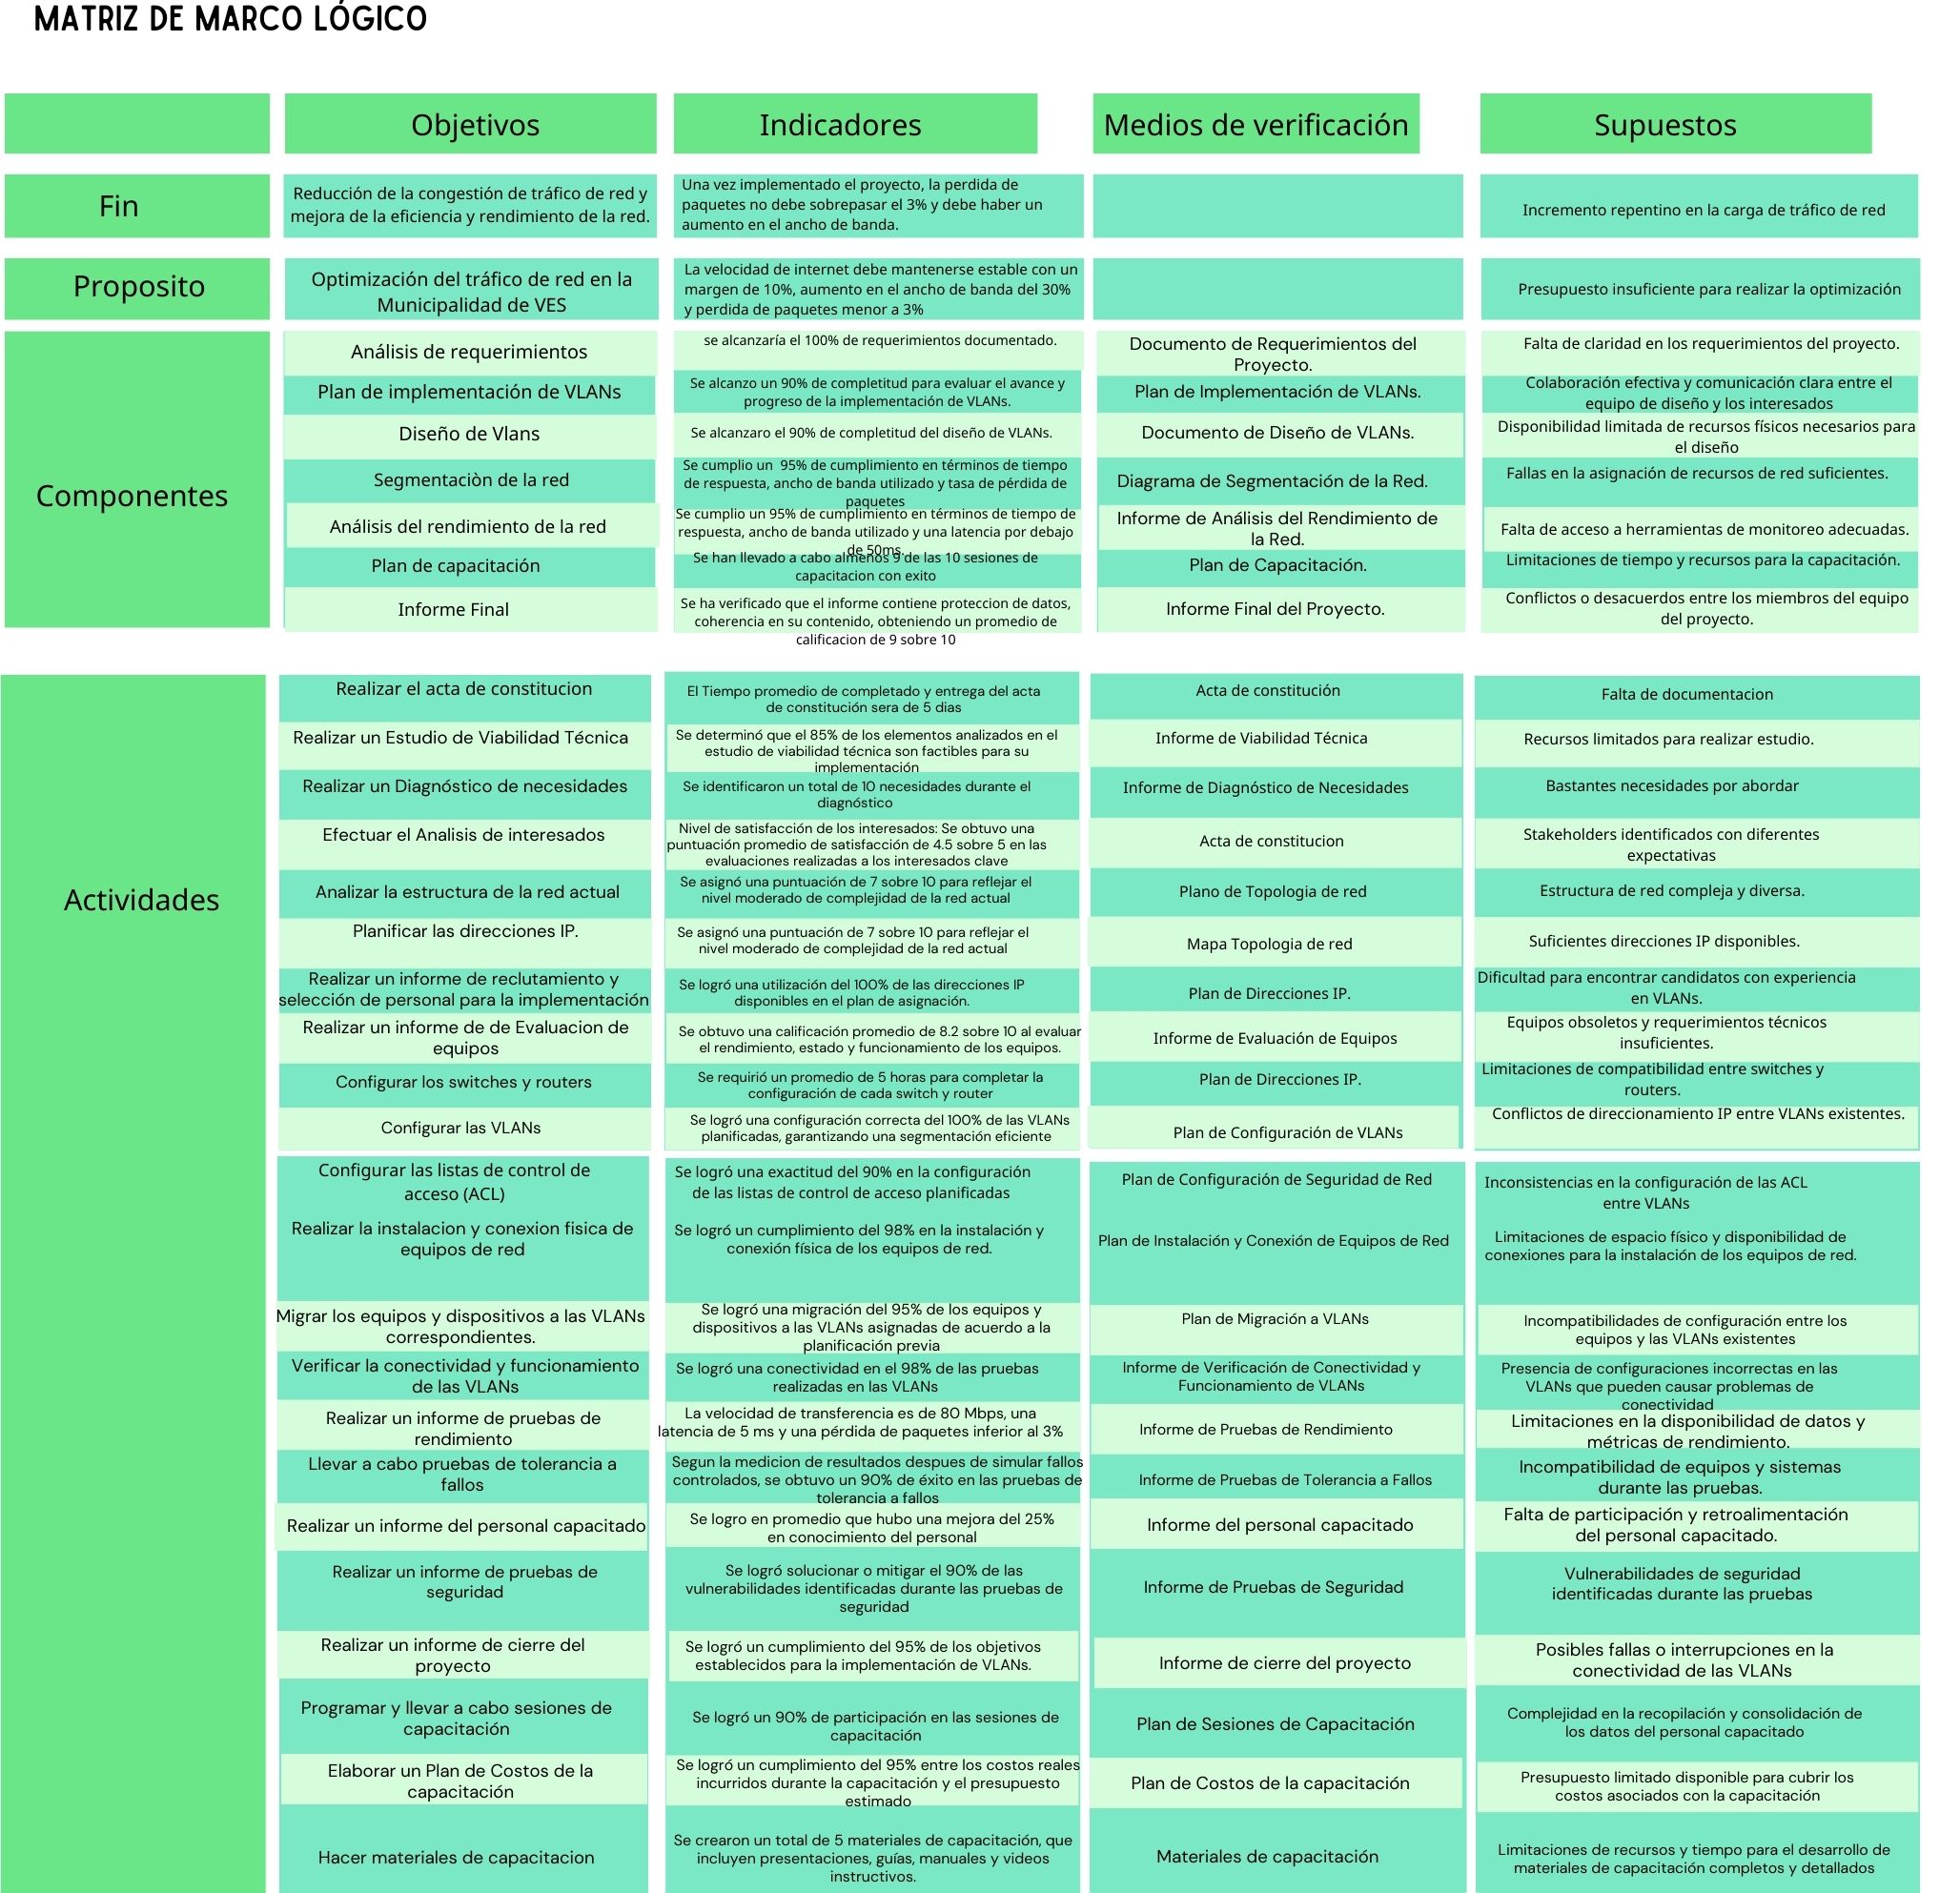 MATRIZ DE MARCO LÓGICO
Objetivos
Indicadores
Medios de verificación
Supuestos
Fin
Reducción de la congestión de tráfico de red y
mejora de la eficiencia y rendimiento de la red.
Una vez implementado el proyecto, la perdida de
paquetes no debe sobrepasar el 3% y debe haber un
aumento en el ancho de banda.
Incremento repentino en la carga de tráfico de red
Proposito
Optimización del tráfico de red en la
Municipalidad de VES
La velocidad de internet debe mantenerse estable con un
margen de 10%, aumento en el ancho de banda del 30%
y perdida de paquetes menor a 3%
Presupuesto insuficiente para realizar la optimización
Componentes
Análisis de requerimientos
se alcanzaría el 100% de requerimientos documentado.
Documento de Requerimientos del
Proyecto.
Falta de claridad en los requerimientos del proyecto.
Plan de implementación de VLANs
Se alcanzo un 90% de completitud para evaluar el avance y
progreso de la implementación de VLANs.
Plan de Implementación de VLANs.
Colaboración efectiva y comunicación clara entre el
equipo de diseño y los interesados
Diseño de Vlans
Se alcanzaro el 90% de completitud del diseño de VLANs.
Documento de Diseño de VLANs.
Disponibilidad limitada de recursos físicos necesarios para
el diseño
Segmentaciòn de la red
Se cumplio un  95% de cumplimiento en términos de tiempo
de respuesta, ancho de banda utilizado y tasa de pérdida de
paquetes
Diagrama de Segmentación de la Red.
Fallas en la asignación de recursos de red suficientes.
Análisis del rendimiento de la red
Se cumplio un 95% de cumplimiento en términos de tiempo de
respuesta, ancho de banda utilizado y una latencia por debajo
de 50ms.
Informe de Análisis del Rendimiento de
la Red.
Falta de acceso a herramientas de monitoreo adecuadas.
Plan de capacitación
Se han llevado a cabo almenos 9 de las 10 sesiones de
capacitacion con exito
Plan de Capacitación.
Limitaciones de tiempo y recursos para la capacitación.
Informe Final
Se ha verificado que el informe contiene proteccion de datos,
coherencia en su contenido, obteniendo un promedio de
calificacion de 9 sobre 10
Informe Final del Proyecto.
Conflictos o desacuerdos entre los miembros del equipo
del proyecto.
Actividades
Realizar el acta de constitucion
El Tiempo promedio de completado y entrega del acta
de constitución sera de 5 dias
Acta de constitución
Falta de documentacion
Realizar un Estudio de Viabilidad Técnica
Se determinó que el 85% de los elementos analizados en el
estudio de viabilidad técnica son factibles para su
implementación
Informe de Viabilidad Técnica
Recursos limitados para realizar estudio.
Realizar un Diagnóstico de necesidades
Se identificaron un total de 10 necesidades durante el
diagnóstico
Informe de Diagnóstico de Necesidades
Bastantes necesidades por abordar
Efectuar el Analisis de interesados
Nivel de satisfacción de los interesados: Se obtuvo una
puntuación promedio de satisfacción de 4.5 sobre 5 en las
evaluaciones realizadas a los interesados clave
Acta de constitucion
Stakeholders identificados con diferentes
expectativas
Analizar la estructura de la red actual
Se asignó una puntuación de 7 sobre 10 para reflejar el
nivel moderado de complejidad de la red actual
Plano de Topologia de red
Estructura de red compleja y diversa.
Planificar las direcciones IP.
Se asignó una puntuación de 7 sobre 10 para reflejar el
nivel moderado de complejidad de la red actual
Mapa Topologia de red
Suficientes direcciones IP disponibles.
Realizar un informe de reclutamiento y
selección de personal para la implementación
Se logró una utilización del 100% de las direcciones IP
disponibles en el plan de asignación.
Plan de Direcciones IP.
Dificultad para encontrar candidatos con experiencia
en VLANs.
Realizar un informe de de Evaluacion de
equipos
Se obtuvo una calificación promedio de 8.2 sobre 10 al evaluar
el rendimiento, estado y funcionamiento de los equipos.
Informe de Evaluación de Equipos
Equipos obsoletos y requerimientos técnicos
insuficientes.
Configurar los switches y routers
Se requirió un promedio de 5 horas para completar la
configuración de cada switch y router
Plan de Direcciones IP.
Limitaciones de compatibilidad entre switches y
routers.
Configurar las VLANs
Se logró una configuración correcta del 100% de las VLANs
planificadas, garantizando una segmentación eficiente
Plan de Configuración de VLANs
Conflictos de direccionamiento IP entre VLANs existentes.
Configurar las listas de control de
acceso (ACL)
Se logró una exactitud del 90% en la configuración
de las listas de control de acceso planificadas
Plan de Configuración de Seguridad de Red
Inconsistencias en la configuración de las ACL
entre VLANs
Realizar la instalacion y conexion fisica de
equipos de red
Se logró un cumplimiento del 98% en la instalación y
conexión física de los equipos de red.
Plan de Instalación y Conexión de Equipos de Red
Limitaciones de espacio físico y disponibilidad de
conexiones para la instalación de los equipos de red.
Migrar los equipos y dispositivos a las VLANs
correspondientes.
Se logró una migración del 95% de los equipos y
dispositivos a las VLANs asignadas de acuerdo a la
planificación previa
Plan de Migración a VLANs
Incompatibilidades de configuración entre los
equipos y las VLANs existentes
Verificar la conectividad y funcionamiento
de las VLANs
Se logró una conectividad en el 98% de las pruebas
realizadas en las VLANs
Informe de Verificación de Conectividad y
Funcionamiento de VLANs
Presencia de configuraciones incorrectas en las
VLANs que pueden causar problemas de
conectividad
Realizar un informe de pruebas de
rendimiento
La velocidad de transferencia es de 80 Mbps, una
latencia de 5 ms y una pérdida de paquetes inferior al 3%
Informe de Pruebas de Rendimiento
Limitaciones en la disponibilidad de datos y
métricas de rendimiento.
Llevar a cabo pruebas de tolerancia a
fallos
Segun la medicion de resultados despues de simular fallos
controlados, se obtuvo un 90% de éxito en las pruebas de
tolerancia a fallos
Informe de Pruebas de Tolerancia a Fallos
Incompatibilidad de equipos y sistemas
durante las pruebas.
Realizar un informe del personal capacitado
Se logro en promedio que hubo una mejora del 25%
en conocimiento del personal
Informe del personal capacitado
Falta de participación y retroalimentación
del personal capacitado.
Realizar un informe de pruebas de
seguridad
Se logró solucionar o mitigar el 90% de las
vulnerabilidades identificadas durante las pruebas de
seguridad
Informe de Pruebas de Seguridad
Vulnerabilidades de seguridad
identificadas durante las pruebas
Realizar un informe de cierre del
proyecto
Se logró un cumplimiento del 95% de los objetivos
establecidos para la implementación de VLANs.
Informe de cierre del proyecto
Posibles fallas o interrupciones en la
conectividad de las VLANs
Programar y llevar a cabo sesiones de
capacitación
Se logró un 90% de participación en las sesiones de
capacitación
Plan de Sesiones de Capacitación
Complejidad en la recopilación y consolidación de
los datos del personal capacitado
Elaborar un Plan de Costos de la
capacitación
Se logró un cumplimiento del 95% entre los costos reales
incurridos durante la capacitación y el presupuesto
estimado
Plan de Costos de la capacitación
Presupuesto limitado disponible para cubrir los
costos asociados con la capacitación
Hacer materiales de capacitacion
Se crearon un total de 5 materiales de capacitación, que
incluyen presentaciones, guías, manuales y videos
instructivos.
Materiales de capacitación
Limitaciones de recursos y tiempo para el desarrollo de
materiales de capacitación completos y detallados